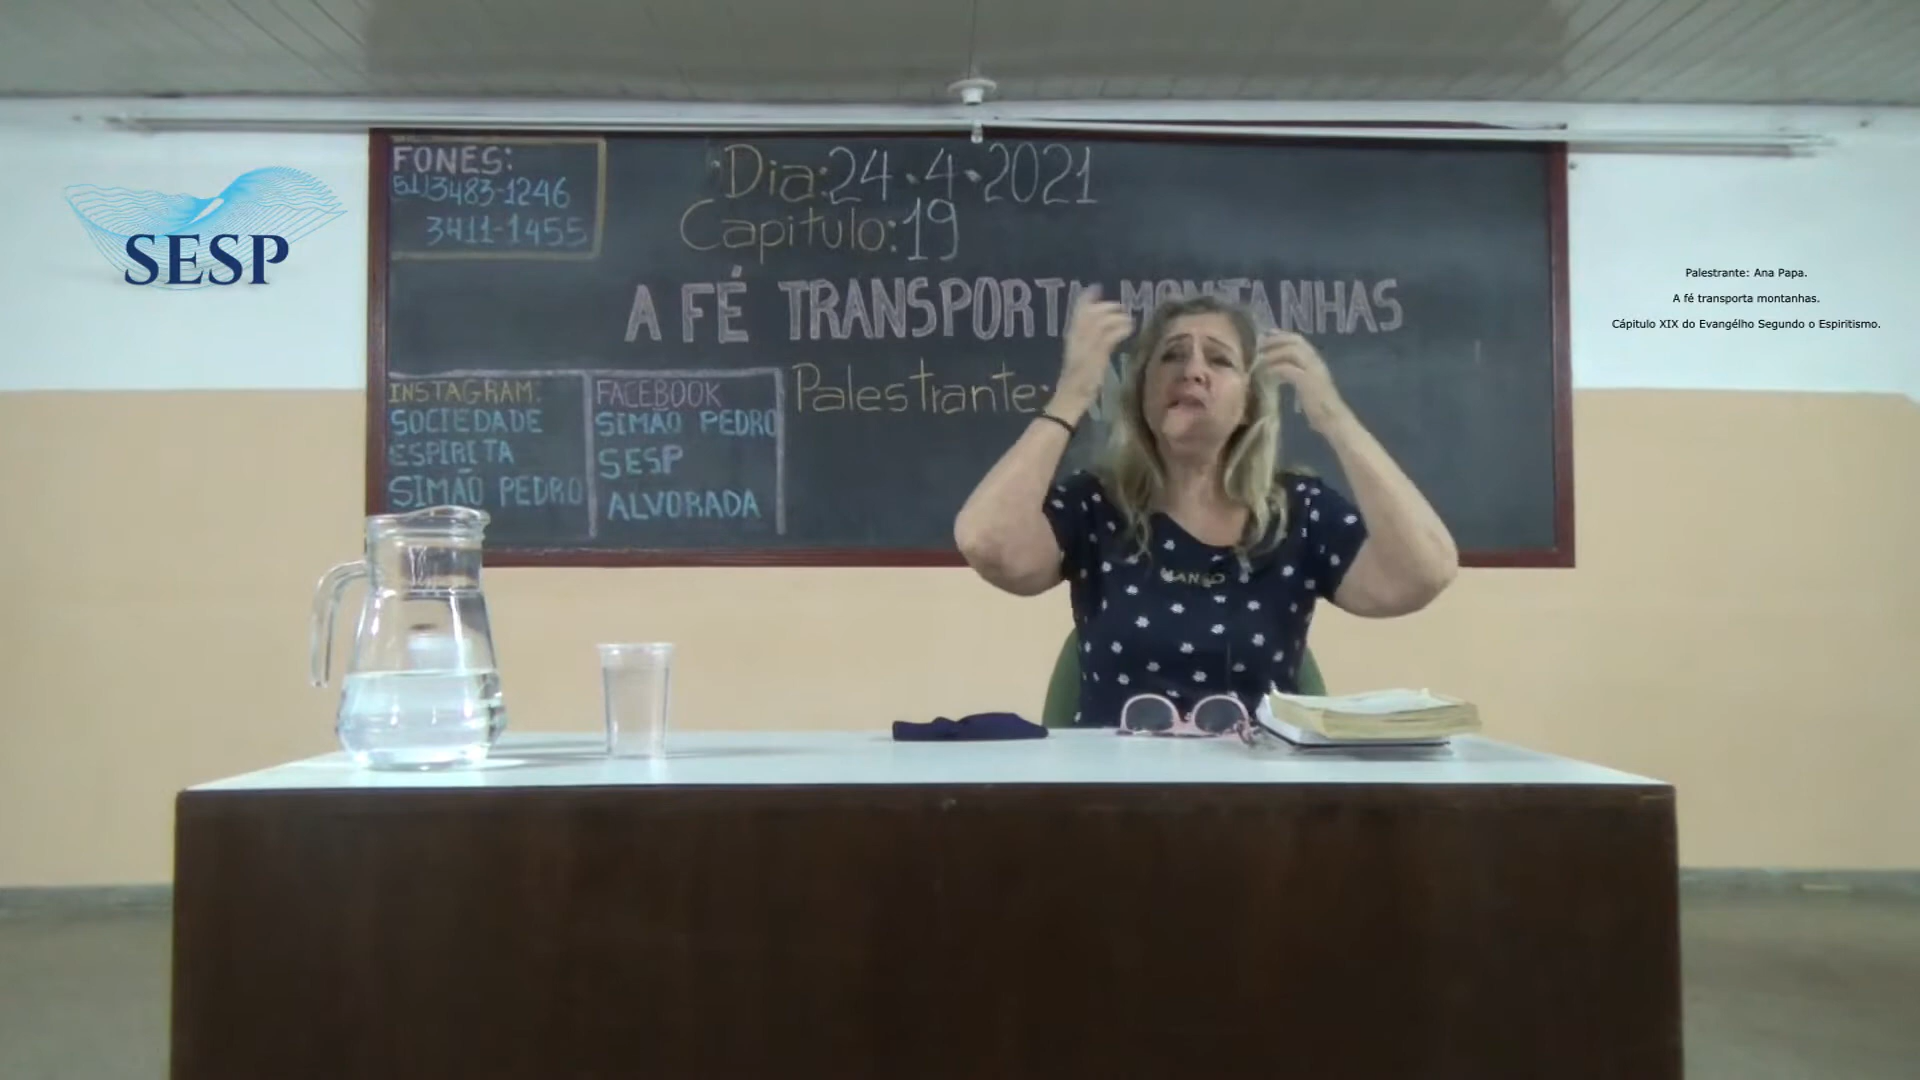 FONES:
(51)3483-1246
3411-1455
Dia:24.4.2021
Capitulo:19
A FÉ TRANSPORTA MONTANHAS
Palestrante:
INSTAGRAM:
SOCIEDADE
ESPIRITA
SIMÃO PEDRO
FACEBOOK
SIMÃO PEDRO
SESP
ALVORADA
SESP
Palestrante: Ana Papa.
A fé transporta montanhas.
Cápitulo XIX do Evangélho Segundo o Espiritismo.